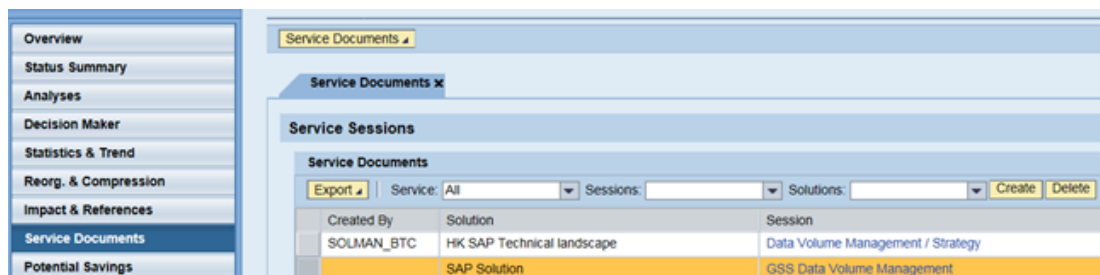 Overview
Status Summary
Analyses
Decision Maker
Statistics & Trend
Reorg. & Compression
Impact & References
Service Documents
Potential Savings
Service Documents
Service Documents
Service Sessions
Service Documents
Export Service: All Sessions: Solutions: Create Delete
Created By Solution Session
SOLMAN_BTC HK SAP Technical landscape Data Volume Management / Strategy
SAP Solution GSS Data Volume Management